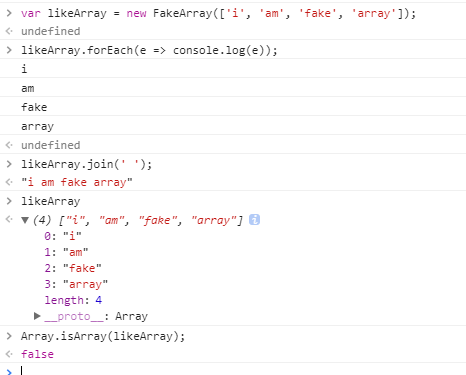 > var likeArray = new FakeArray(['i', 'am', 'fake', 'array']);
< undefined
> likeArray.forEach(e => console.log(e));
i
am
fake
array
< undefined
> likeArray.join(' ');
< "i am fake array"
> likeArray
< ▼ (4) ["i", "am", "fake", "array"] i
0: "i"
1: "am"
2: "fake"
3: "array"
length: 4
▶ __proto__: Array
> Array.isArray(likeArray);
< false
>